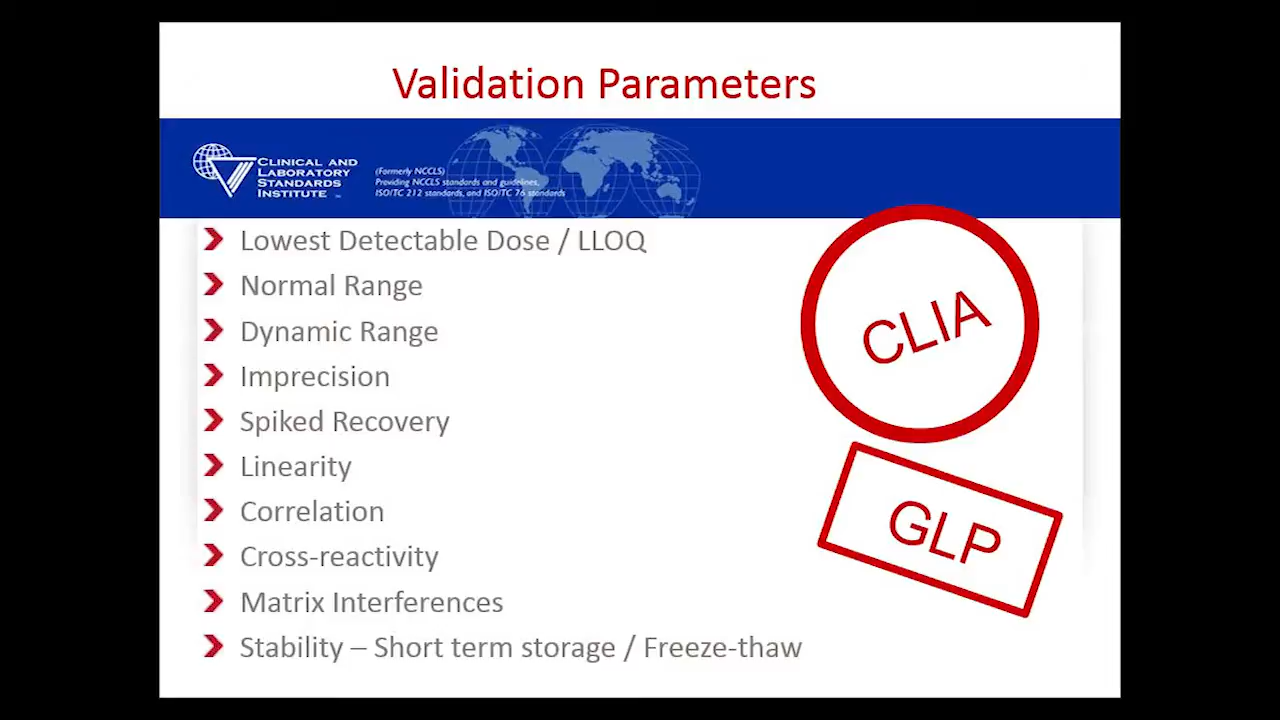 Validation Parameters
CLINICAL AND
LABORATORY
STANDARDS
INSTITUTE ™
(Formerly NCCLS)
Providing NCCLS standards and guidelines,
ISO/TC 212 standards, and ISO/TC 76 standards
Lowest Detectable Dose / LLOQ
Normal Range
Dynamic Range
Imprecision
Spiked Recovery
Linearity
Correlation
Cross-reactivity
Matrix Interferences
Stability – Short term storage / Freeze-thaw
CLIA
GLP